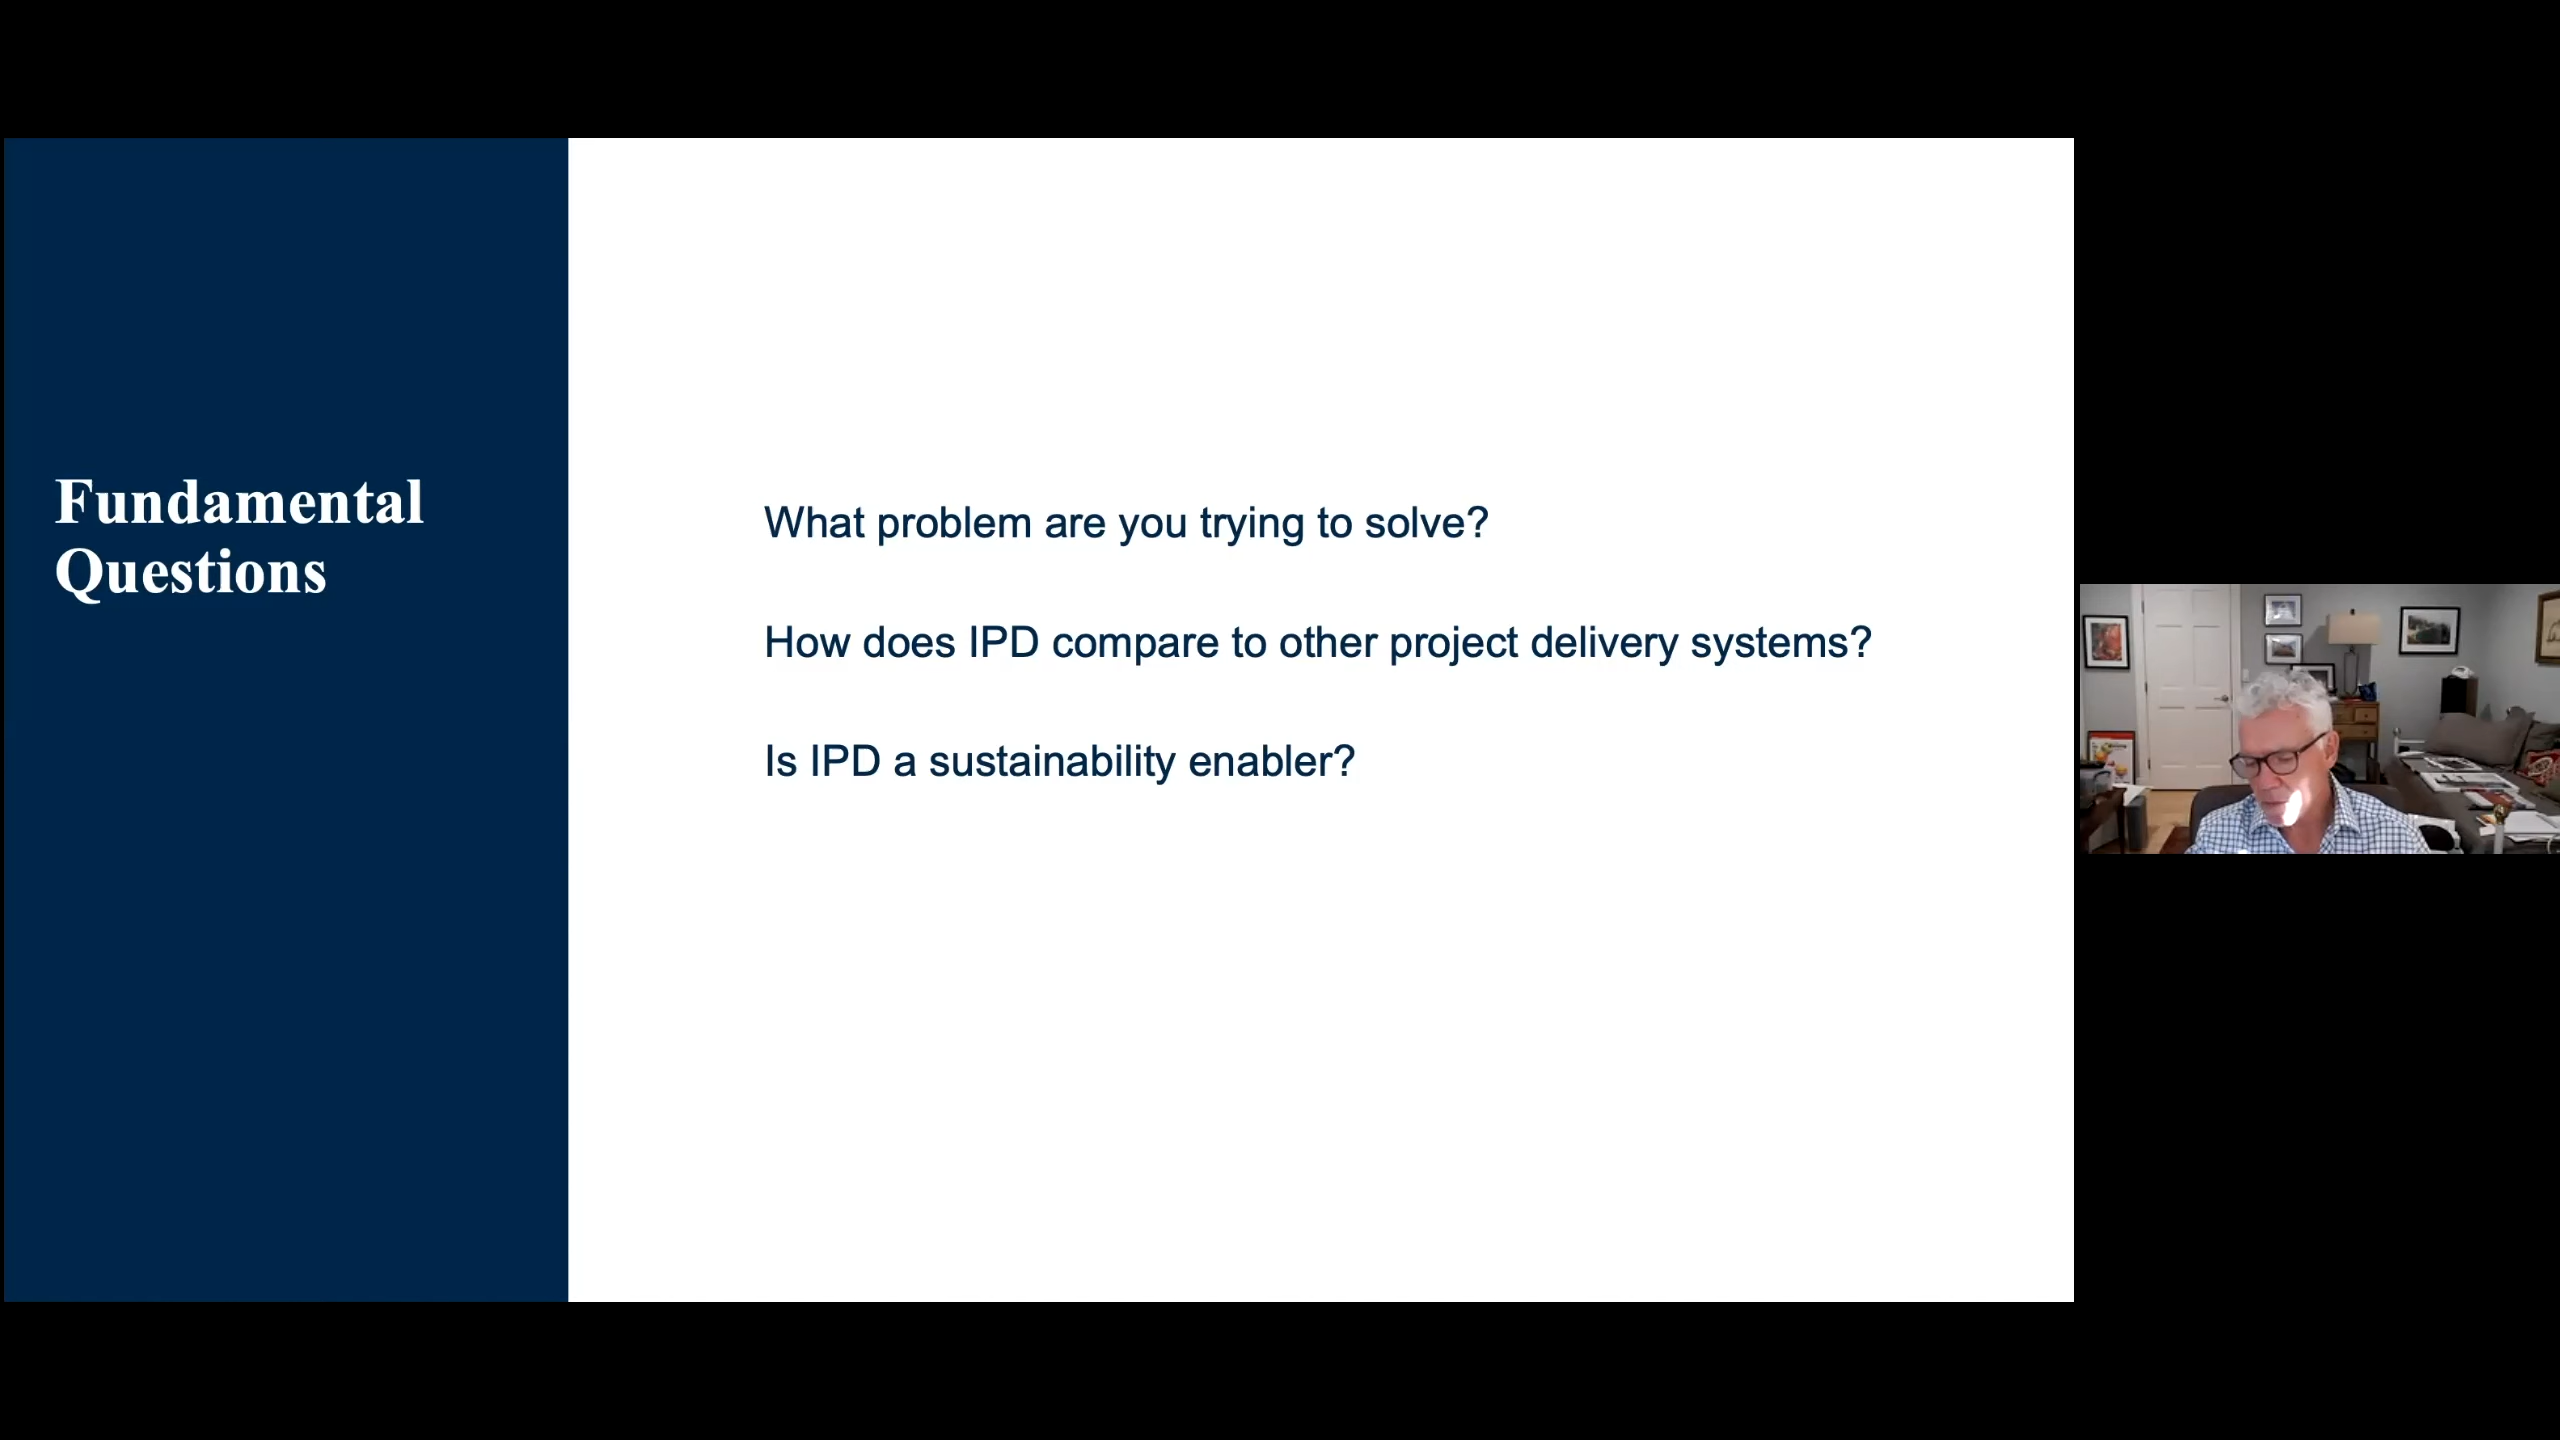 Fundamental
Questions
What problem are you trying to solve?
How does IPD compare to other project delivery systems?
Is IPD a sustainability enabler?